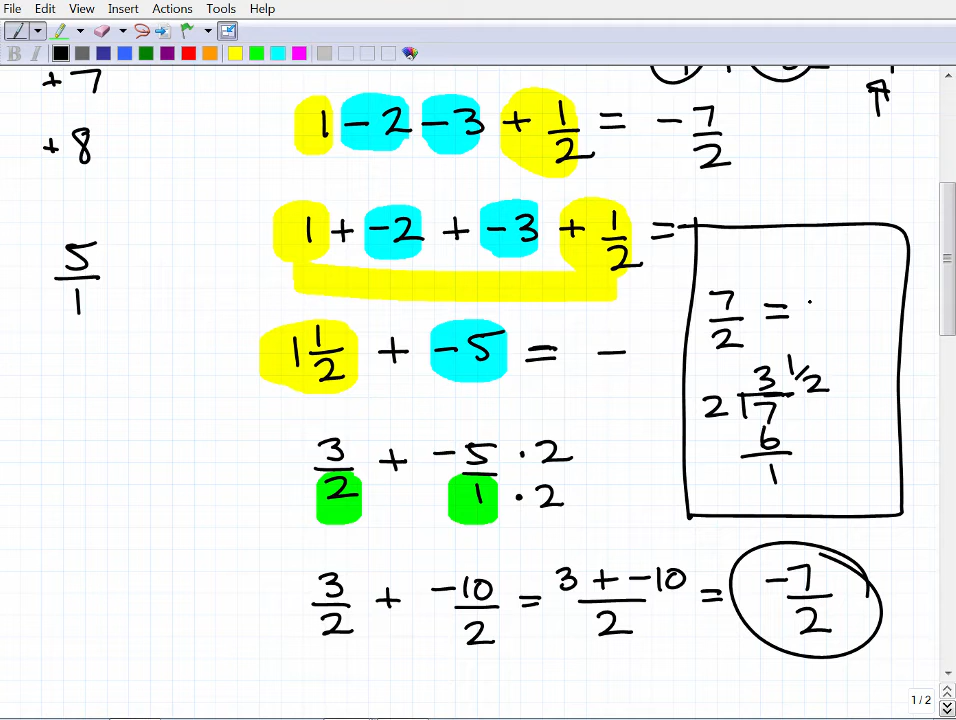 File Edit View Insert Actions Tools Help
B I
+7
+8
5/1
1 -2 -3 + 1/2 = - 7/2
1 + -2 + -3 + 1/2 =
1 1/2 + -5 = -
3/2 + -5/1 · 2/· 2
3/2 + -10/2 = 3 + -10/2 = -7/2
7/2 =
3 1/2
2 7
6
1
1 / 2